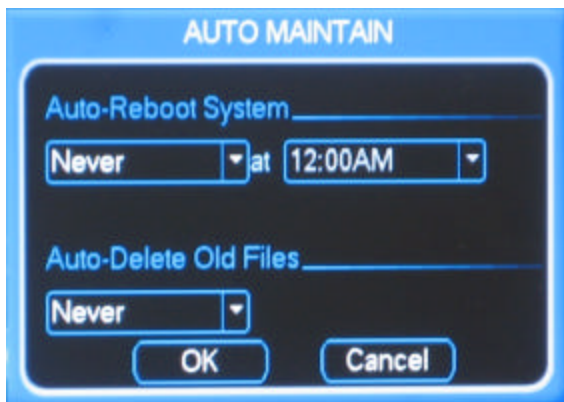 AUTO MAINTAIN
Auto-Reboot System
Never at 12:00AM
Auto-Delete Old Files
Never
OK Cancel